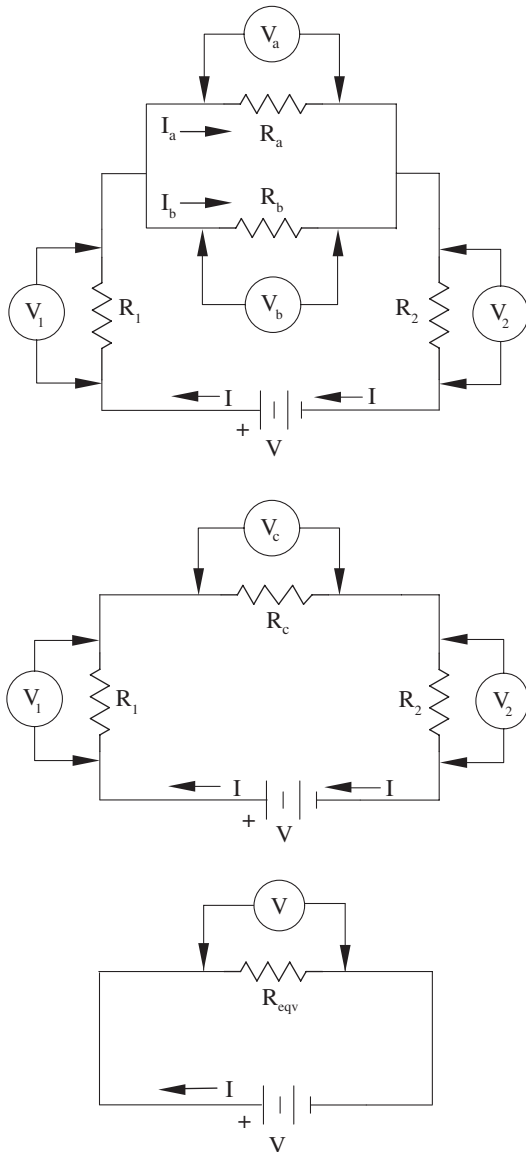 Va
Ia
Ra
Ib
Rb
V1
R1
Vb
R2
V2
I
I
+
V
Vc
Rc
V1
R1
R2
V2
I
I
+
V
V
Reqv
I
+
V